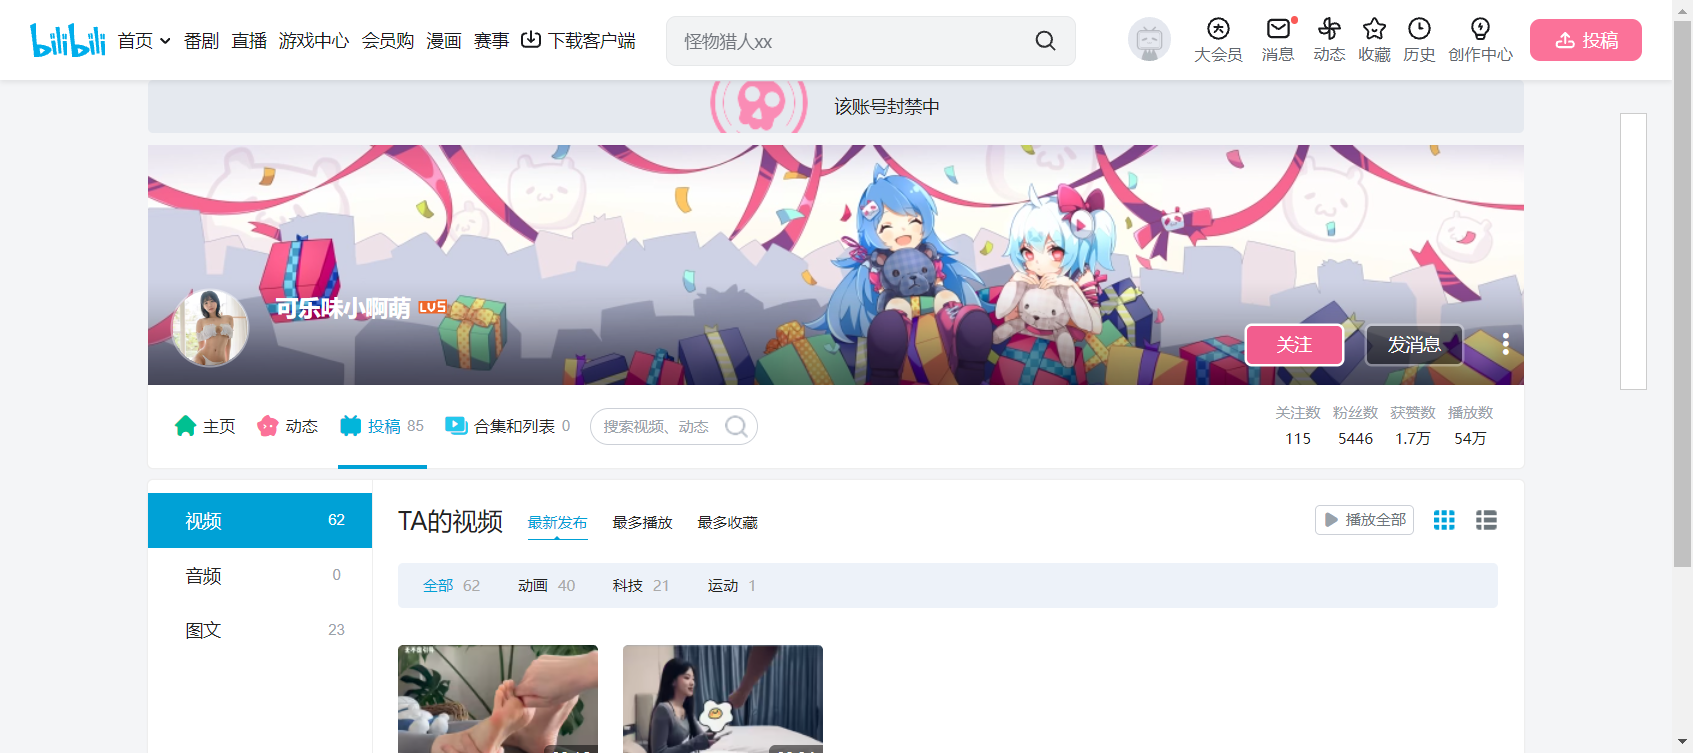 bilibili 首页 番剧 直播 游戏中心 会员购 漫画 赛事 下载客户端
怪物猎人xx
大会员 消息 动态 收藏 历史 创作中心 投稿
该账号封禁中
可乐味小啊萌 LV5
关注 发消息
主页 动态 投稿 85 合集和列表 0 搜索视频、动态
关注数 粉丝数 获赞数 播放数
115 5446 1.7万 54万
视频 62
音频 0
图文 23
TA的视频 最新发布 最多播放 最多收藏
播放全部
全部 62 动画 40 科技 21 运动 1